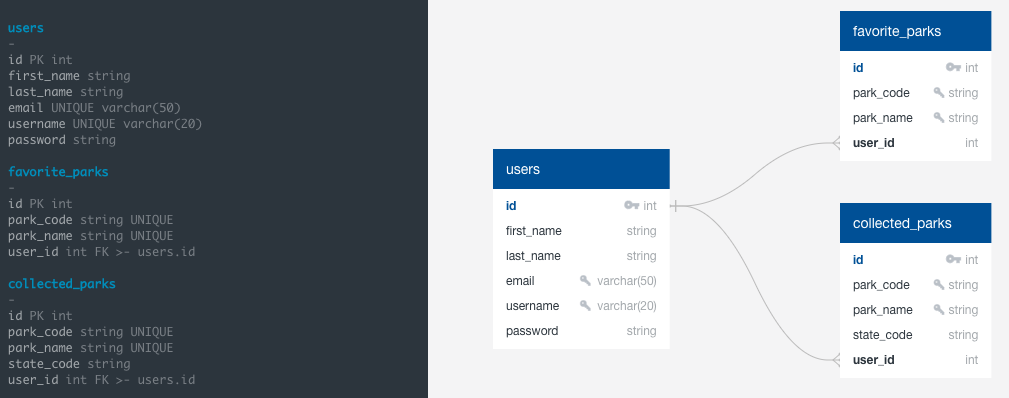 users
-
id PK int
first_name string
last_name string
email UNIQUE varchar(50)
username UNIQUE varchar(20)
password string
favorite_parks
-
id PK int
park_code string UNIQUE
park_name string UNIQUE
user_id int FK >- users.id
collected_parks
-
id PK int
park_code string UNIQUE
park_name string UNIQUE
state_code string
user_id int FK >- users.id
users
id int
first_name string
last_name string
email varchar(50)
username varchar(20)
password string
favorite_parks
id int
park_code string
park_name string
user_id int
collected_parks
id int
park_code string
park_name string
state_code string
user_id int